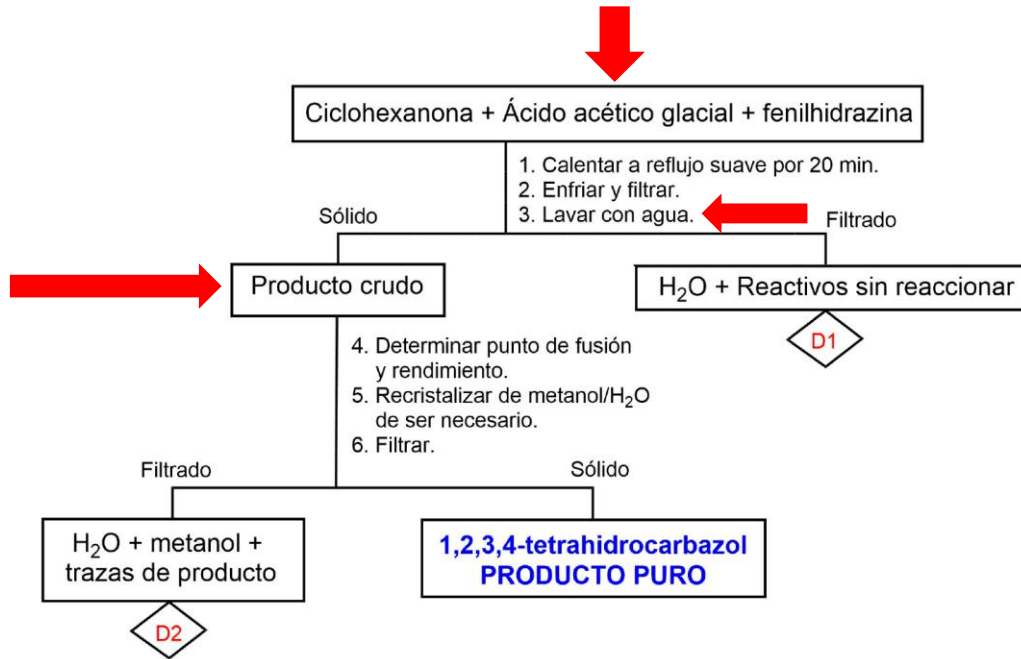 Ciclohexanona + Ácido acético glacial + fenilhidrazina
1. Calentar a reflujo suave por 20 min.
2. Enfriar y filtrar.
3. Lavar con agua.
Sólido
Filtrado
Producto crudo
H₂O + Reactivos sin reaccionar
D1
4. Determinar punto de fusión
y rendimiento.
5. Recristalizar de metanol/H₂O
de ser necesario.
6. Filtrar.
Filtrado
Sólido
H₂O + metanol +
trazas de producto
1,2,3,4-tetrahidrocarbazol
PRODUCTO PURO
D2